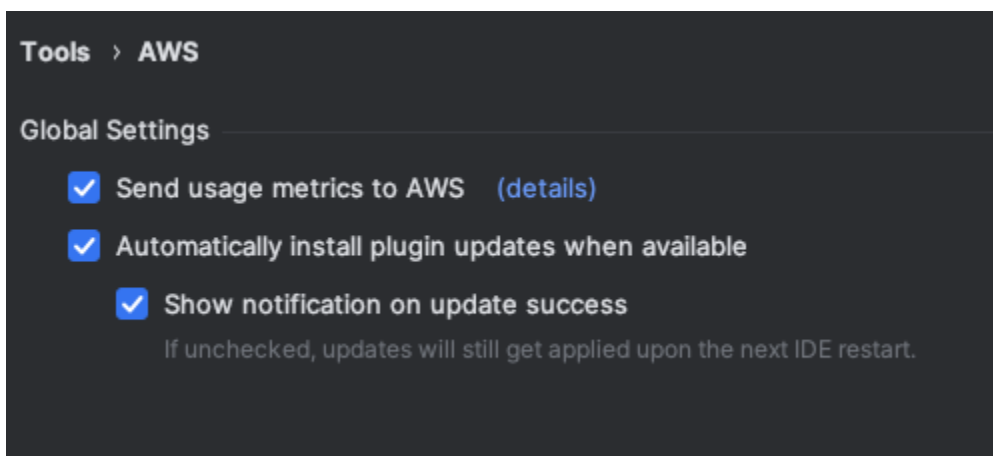 Tools › AWS
Global Settings
Send usage metrics to AWS (details)
Automatically install plugin updates when available
Show notification on update success
If unchecked, updates will still get applied upon the next IDE restart.